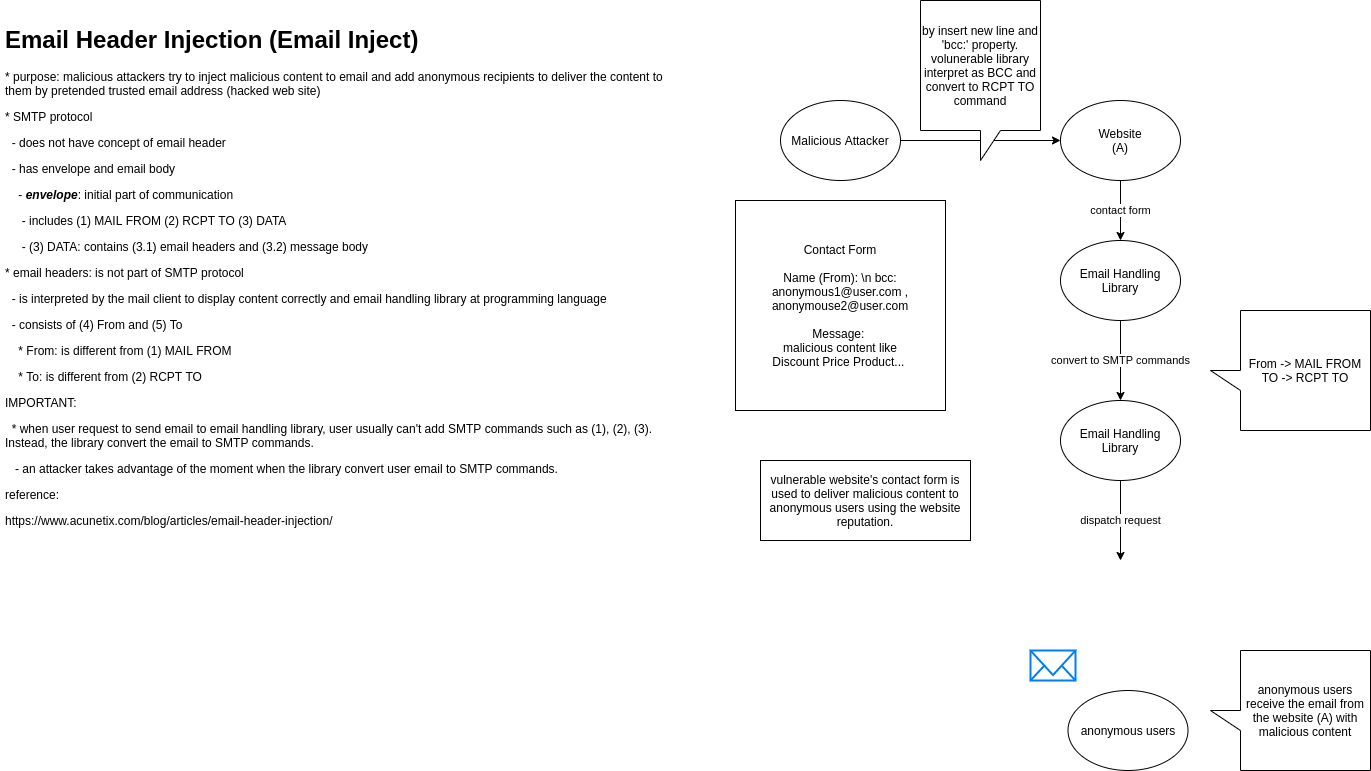 Email Header Injection (Email Inject)
* purpose: malicious attackers try to inject malicious content to email and add anonymous recipients to deliver the content to
them by pretended trusted email address (hacked web site)
* SMTP protocol
- does not have concept of email header
- has envelope and email body
- envelope: initial part of communication
- includes (1) MAIL FROM (2) RCPT TO (3) DATA
- (3) DATA: contains (3.1) email headers and (3.2) message body
* email headers: is not part of SMTP protocol
- is interpreted by the mail client to display content correctly and email handling library at programming language
- consists of (4) From and (5) To
* From: is different from (1) MAIL FROM
* To: is different from (2) RCPT TO
IMPORTANT:
* when user request to send email to email handling library, user usually can't add SMTP commands such as (1), (2), (3).
Instead, the library convert the email to SMTP commands.
- an attacker takes advantage of the moment when the library convert user email to SMTP commands.
reference:
https://www.acunetix.com/blog/articles/email-header-injection/
by insert new line and
'bcc:' property.
volunerable library
interpret as BCC and
convert to RCPT TO
command
Malicious Attacker
Website
(A)
contact form
Contact Form
Name (From): \n bcc:
anonymous1@user.com ,
anonymouse2@user.com
Message:
malicious content like
Discount Price Product...
Email Handling
Library
convert to SMTP commands
From -> MAIL FROM
TO -> RCPT TO
Email Handling
Library
vulnerable website's contact form is
used to deliver malicious content to
anonymous users using the website
reputation.
dispatch request
anonymous users
anonymous users
receive the email from
the website (A) with
malicious content